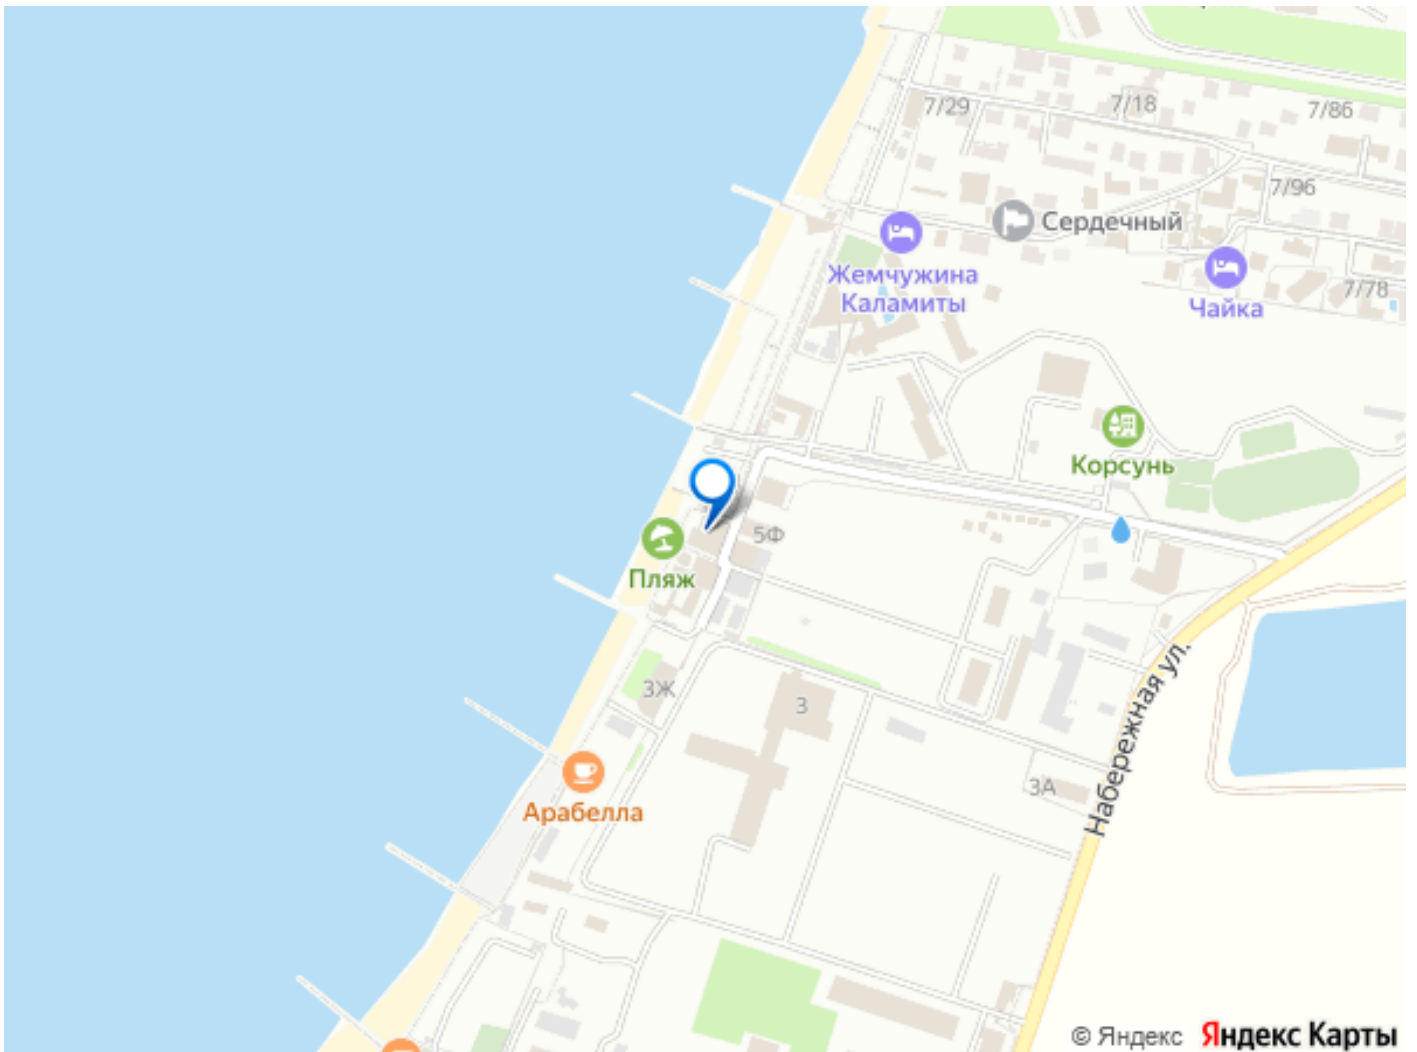 7/29
7/18
7/86
7/96
Сердечный
Жемчужина
Каламиты
7/78
Чайка
Корсунь
5Ф
Пляж
3Ж
3
Набережная ул.
3А
Арабелла
© Яндекс Яндекс Карты